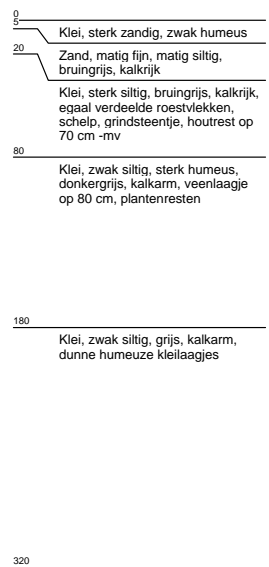 0
5
Klei, sterk zandig, zwak humeus
20
Zand, matig fijn, matig siltig,
bruingrijs, kalkrijk
Klei, sterk siltig, bruingrijs, kalkrijk,
egaal verdeelde roestvlekken,
schelp, grindsteentje, houtrest op
70 cm -mv
80
Klei, zwak siltig, sterk humeus,
donkergrijs, kalkarm, veenlaagje
op 80 cm, plantenresten
180
Klei, zwak siltig, grijs, kalkarm,
dunne humeuze kleilaagjes
320